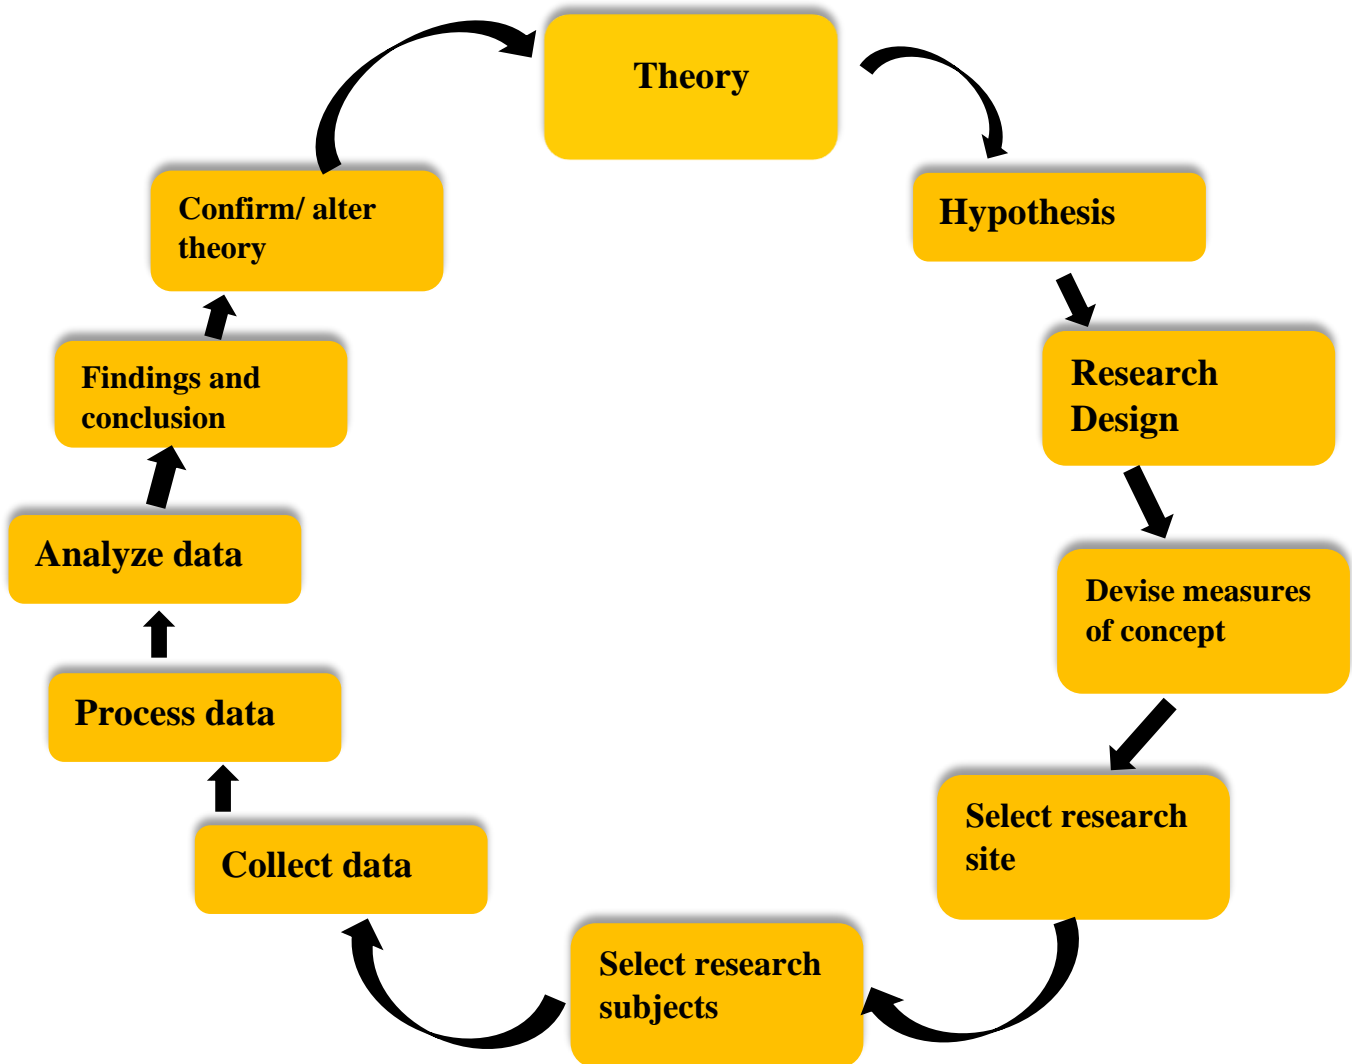 Theory
Hypothesis
Research
Design
Devise measures
of concept
Select research
site
Select research
subjects
Collect data
Process data
Analyze data
Findings and
conclusion
Confirm/ alter
theory